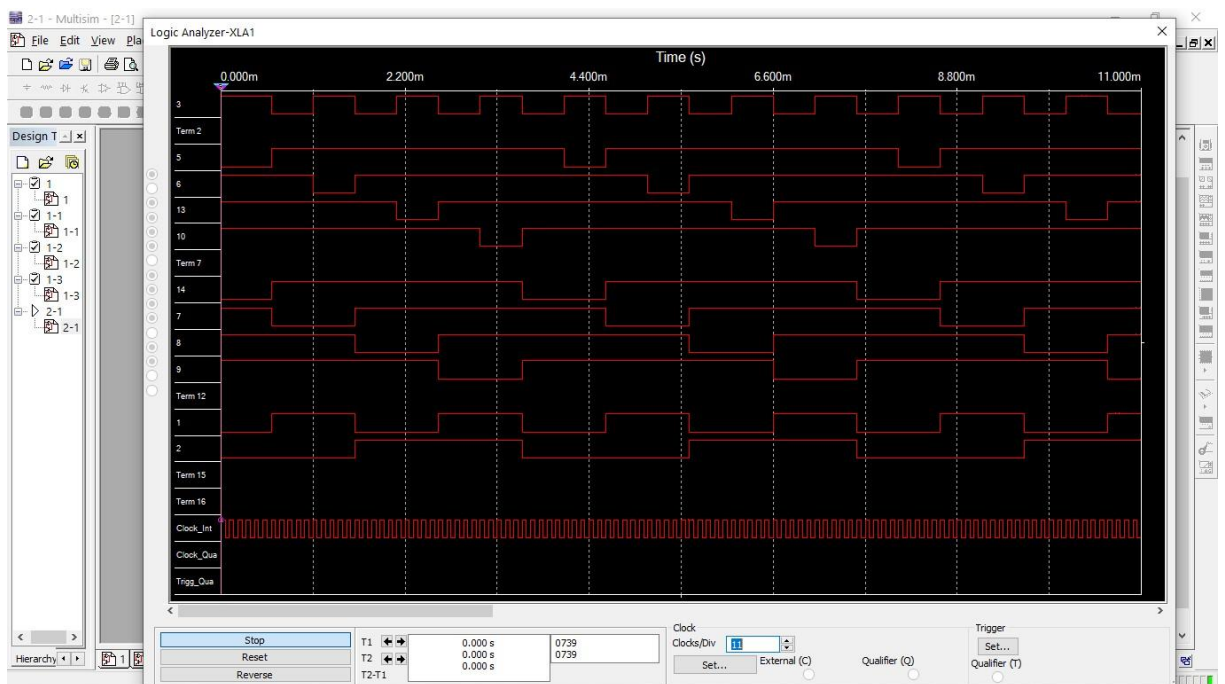 2-1 - Multisim - [2-1]
File Edit View Pla
Logic Analyzer-XLA1
Time (s)
0.000m 2.200m 4.400m 6.600m 8.800m 11.000m
3
Term 2
5
6
13
10
Term 7
14
7
8
9
Term 12
1
2
Term 15
Term 16
Clock_Int
Clock_Qua
Trigg_Qua
Design T
1
1
1-1
1-1
1-2
1-2
1-3
1-3
2-1
2-1
Hierarchy
1
Stop
Reset
Reverse
T1 0.000 s 0739
T2 0.000 s 0739
T2-T1 0.000 s
Clock
Clocks/Div 11
Set... External (C) Qualifier (Q)
Trigger
Set...
Qualifier (T)